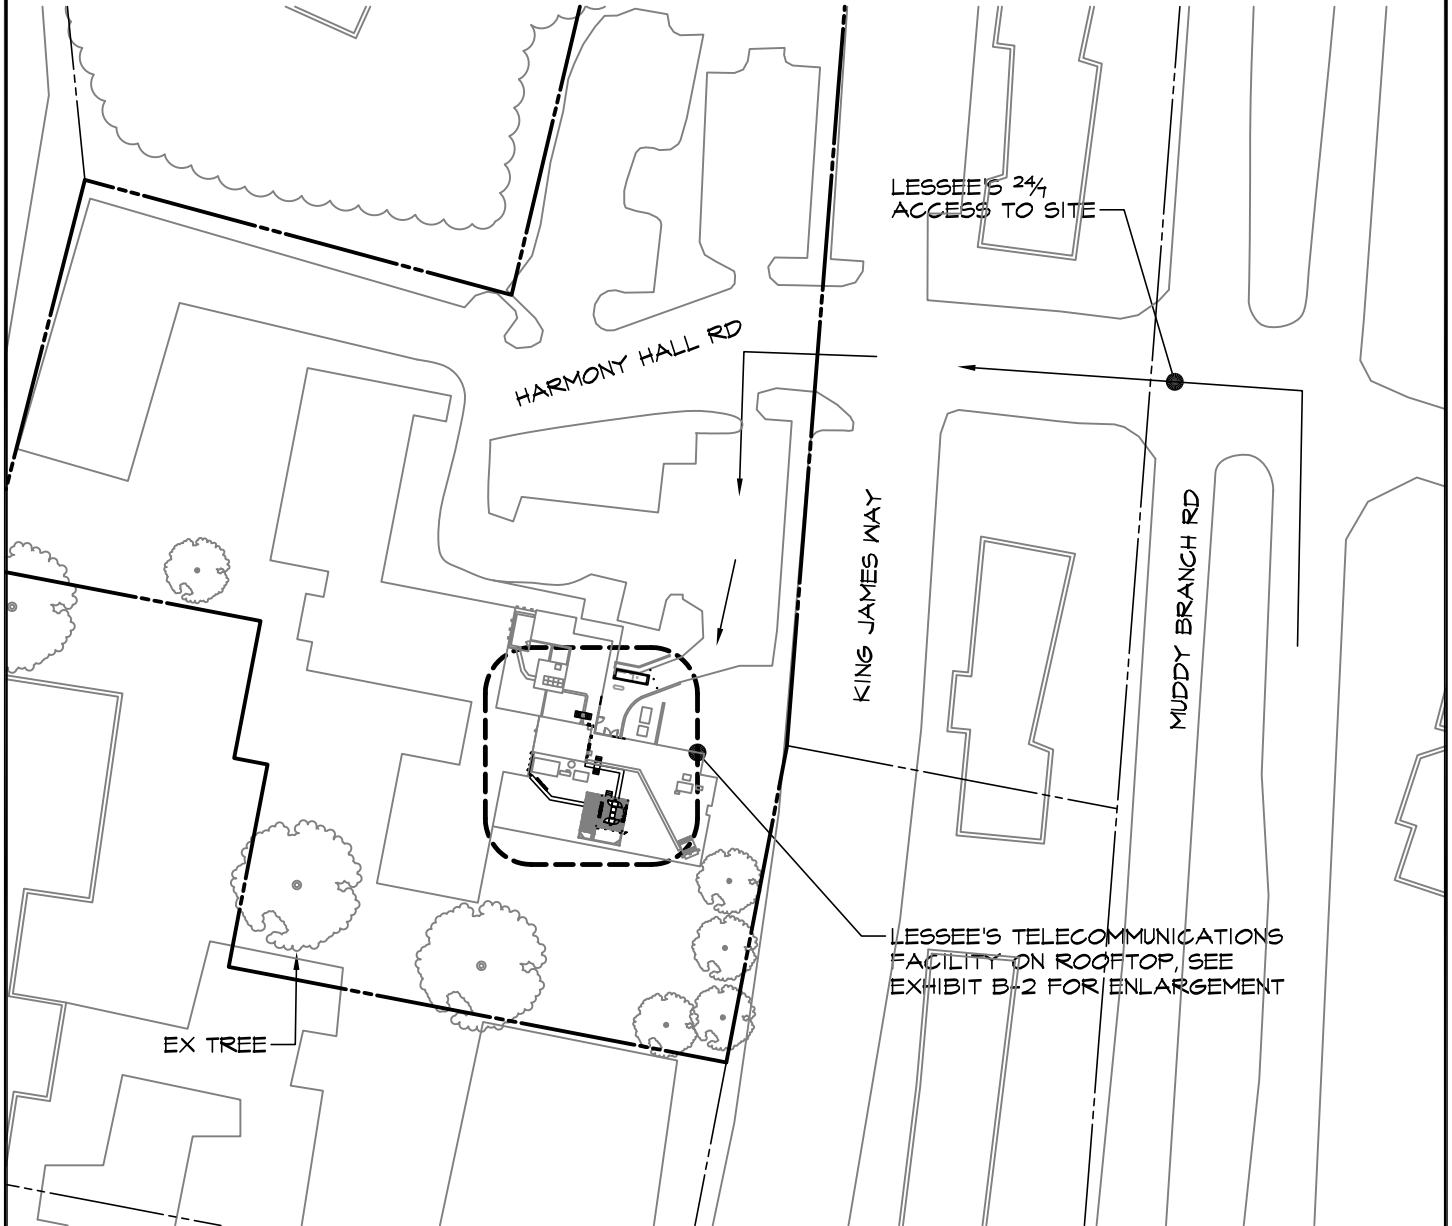 LESSEE'S 24/7
ACCESS TO SITE
HARMONY HALL RD
KING JAMES WAY
MUDDY BRANCH RD
LESSEE'S TELECOMMUNICATIONS
FACILITY ON ROOFTOP, SEE
EXHIBIT B-2 FOR ENLARGEMENT
EX TREE